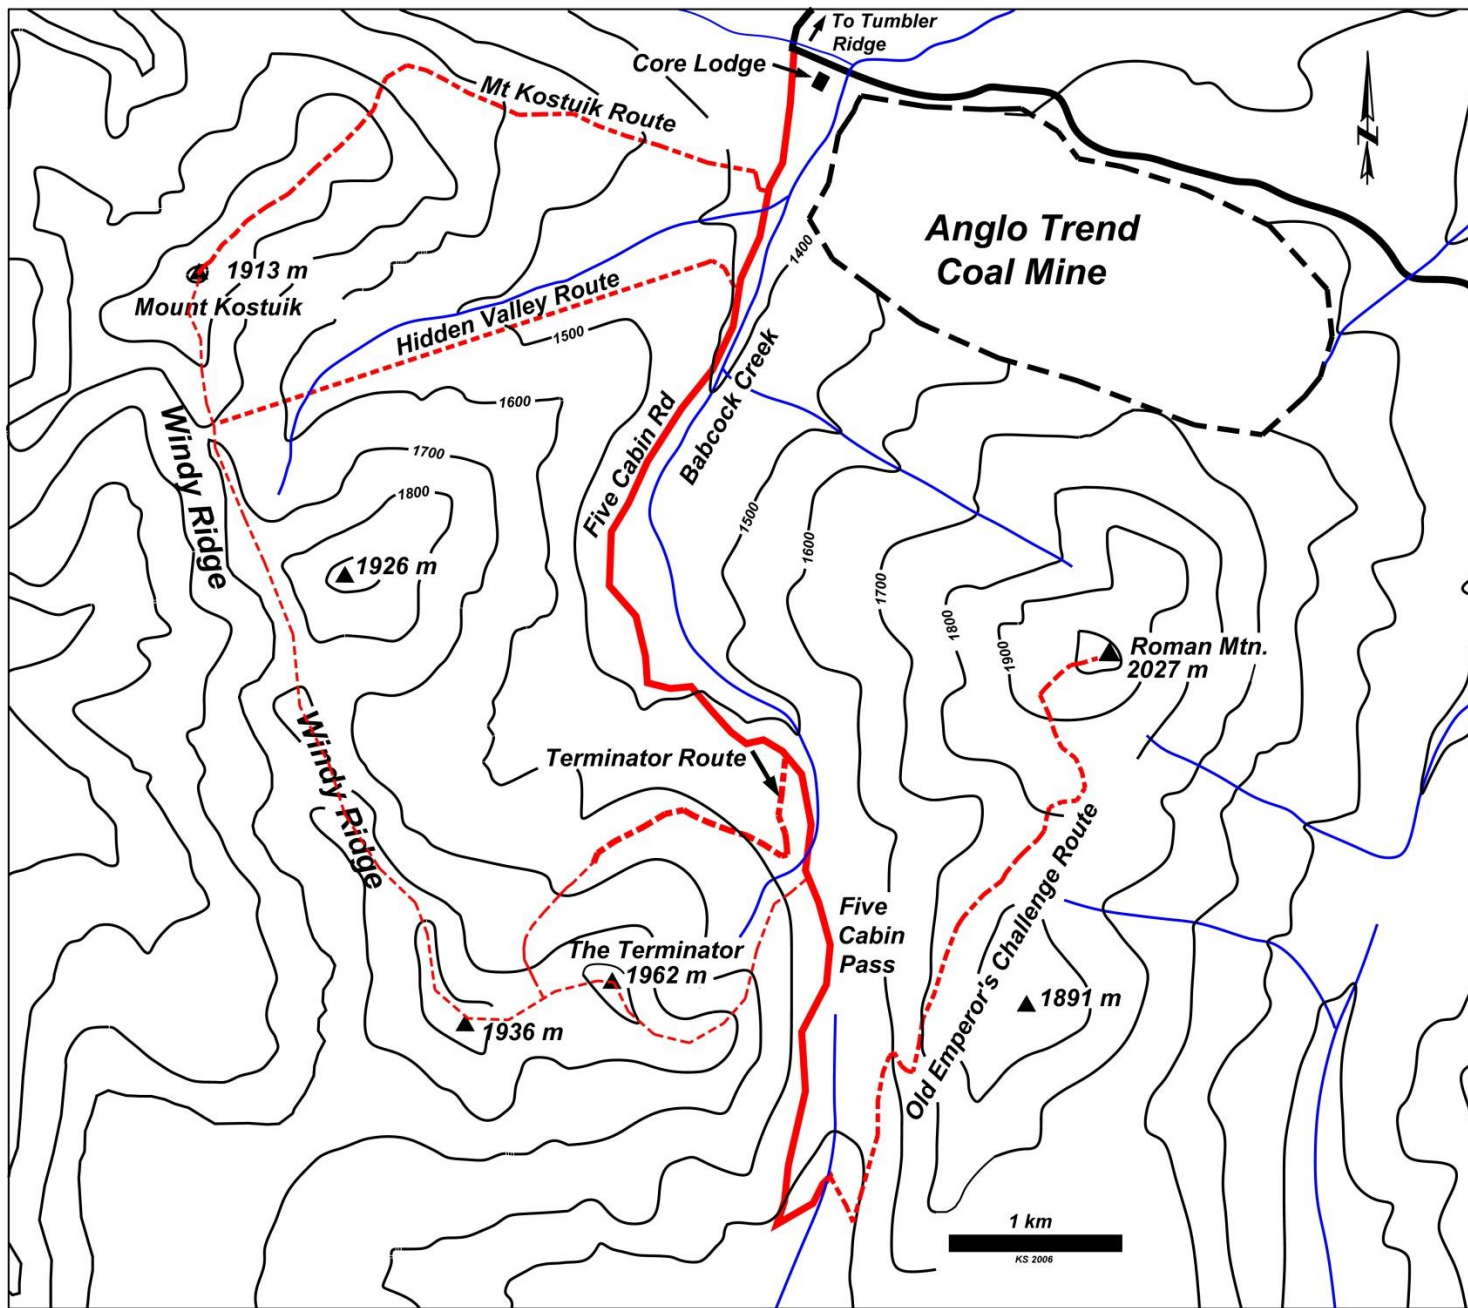 To Tumbler
Ridge
Core Lodge
Mt Kostuik Route
N
Anglo Trend
Coal Mine
1400
1913 m
Mount Kostuik
Hidden Valley Route
1500
Babcock Creek
1600
Five Cabin Rd
Windy Ridge
1700
1800
1500
1600
1926 m
1700
1800
1900
Roman Mtn.
2027 m
Windy Ridge
Terminator Route
Windy Ridge
Old Emperor's Challenge Route
Five
Cabin
Pass
The Terminator
1962 m
1891 m
1936 m
1 km
KS 2006